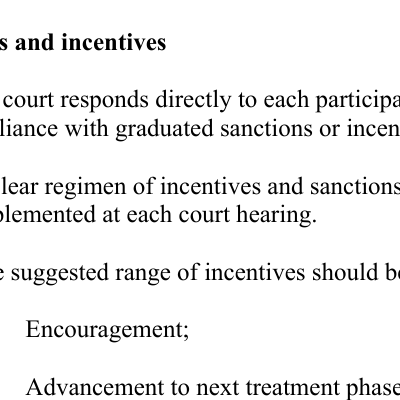 s and incentives
court responds directly to each participa
liance with graduated sanctions or incen
lear regimen of incentives and sanctions
plemented at each court hearing.
e suggested range of incentives should be
Encouragement;
Advancement to next treatment phase